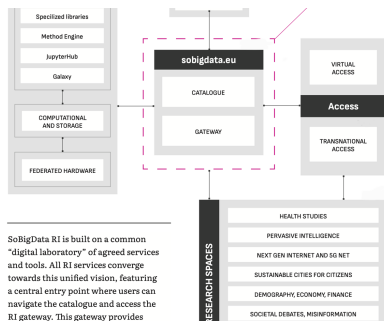 Specilized libraries
Method Engine
JupyterHub
Galaxy
COMPUTATIONAL
AND STORAGE
FEDERATED HARDWARE
sobigdata.eu
CATALOGUE
GATEWAY
VIRTUAL
ACCESS
Access
TRANSNATIONAL
ACCESS
SoBigData RI is built on a common
“digital laboratory” of agreed services
and tools. All RI services converge
towards this unified vision, featuring
a central entry point where users can
navigate the catalogue and access the
RI gateway. This gateway provides
RESEARCH SPACES
HEALTH STUDIES
PERVASIVE INTELLIGENCE
NEXT GEN INTERNET AND 5G NET
SUSTAINABLE CITIES FOR CITIZENS
DEMOGRAPHY, ECONOMY, FINANCE
SOCIETAL DEBATES, MISINFORMATION